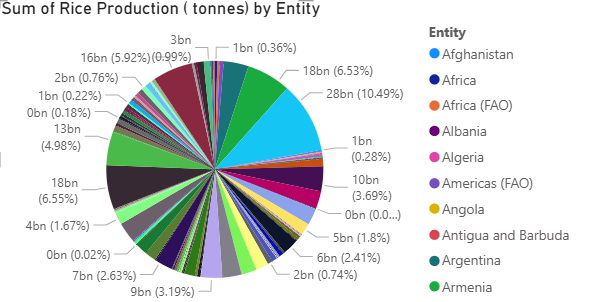 Sum of Rice Production ( tonnes) by Entity
3bn
(0.99%)
1bn (0.36%)
16bn (5.92%)
18bn (6.53%)
2bn (0.76%)
28bn (10.49%)
1bn (0.22%)
0bn (0.18%)
13bn
(4.98%)
1bn
(0.28%)
10bn
(3.69%)
18bn
(6.55%)
0bn (0.0...)
4bn (1.67%)
5bn (1.8%)
0bn (0.02%)
6bn (2.41%)
7bn (2.63%)
2bn (0.74%)
9bn (3.19%)
Entity
Afghanistan
Africa
Africa (FAO)
Albania
Algeria
Americas (FAO)
Angola
Antigua and Barbuda
Argentina
Armenia